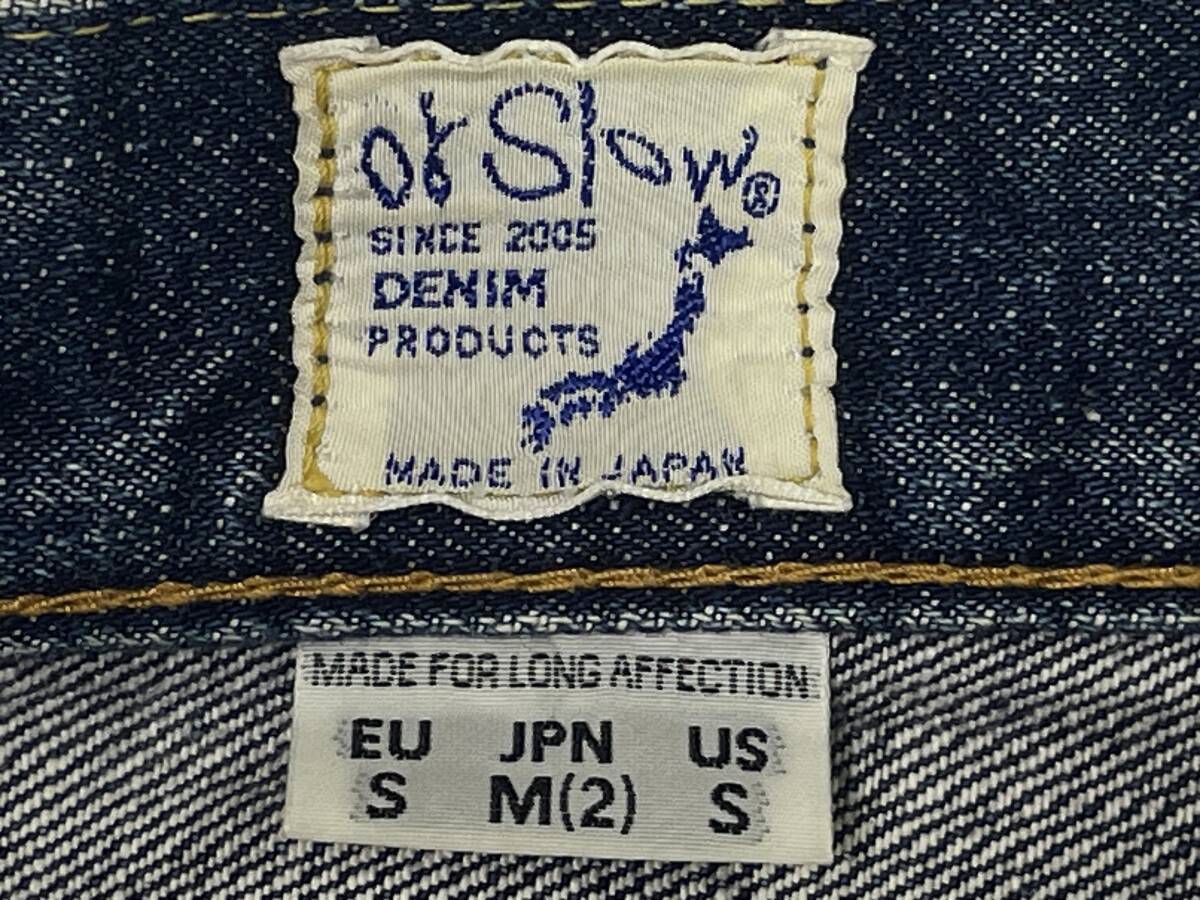 orSlow®
SINCE 2005
DENIM
PRODUCTS
MADE IN JAPAN
MADE FOR LONG AFFECTION
EU JPN US
S M(2) S